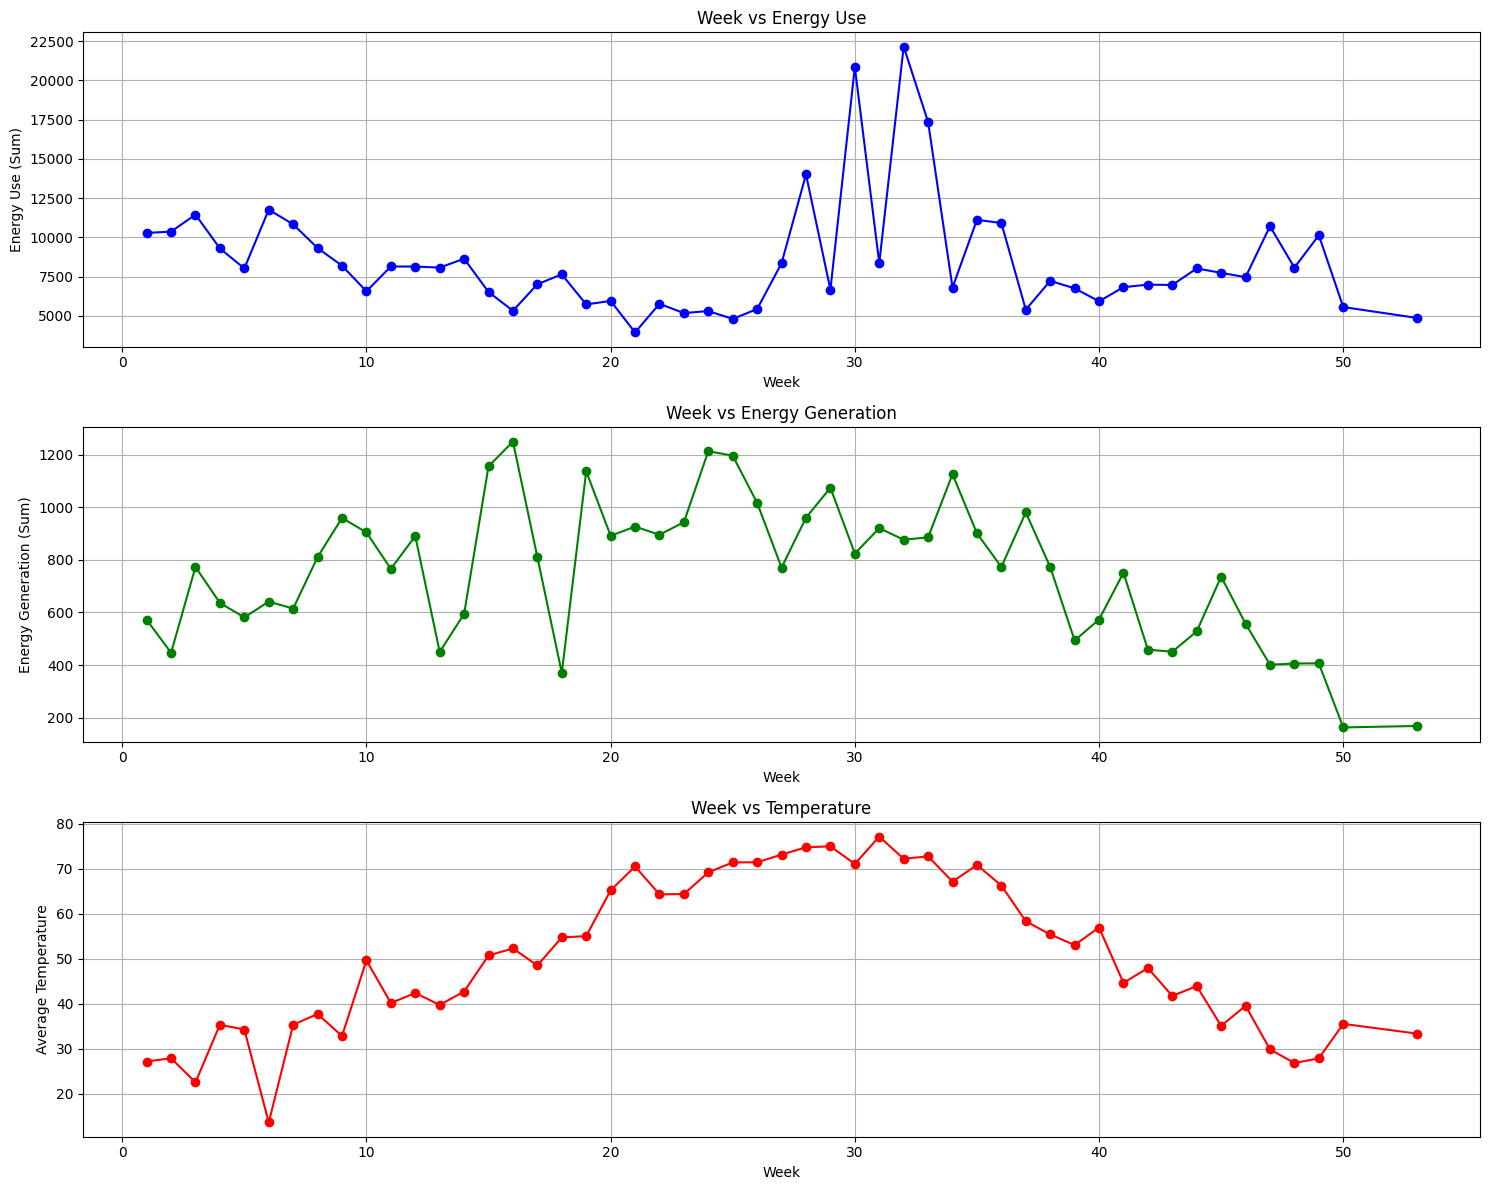 Week vs Energy Use
Energy Use (Sum)
22500
20000
17500
15000
12500
10000
7500
5000
0 10 20 30 40 50
Week
Week vs Energy Generation
Energy Generation (Sum)
1200
1000
800
600
400
200
0 10 20 30 40 50
Week
Week vs Temperature
Average Temperature
80
70
60
50
40
30
20
0 10 20 30 40 50
Week